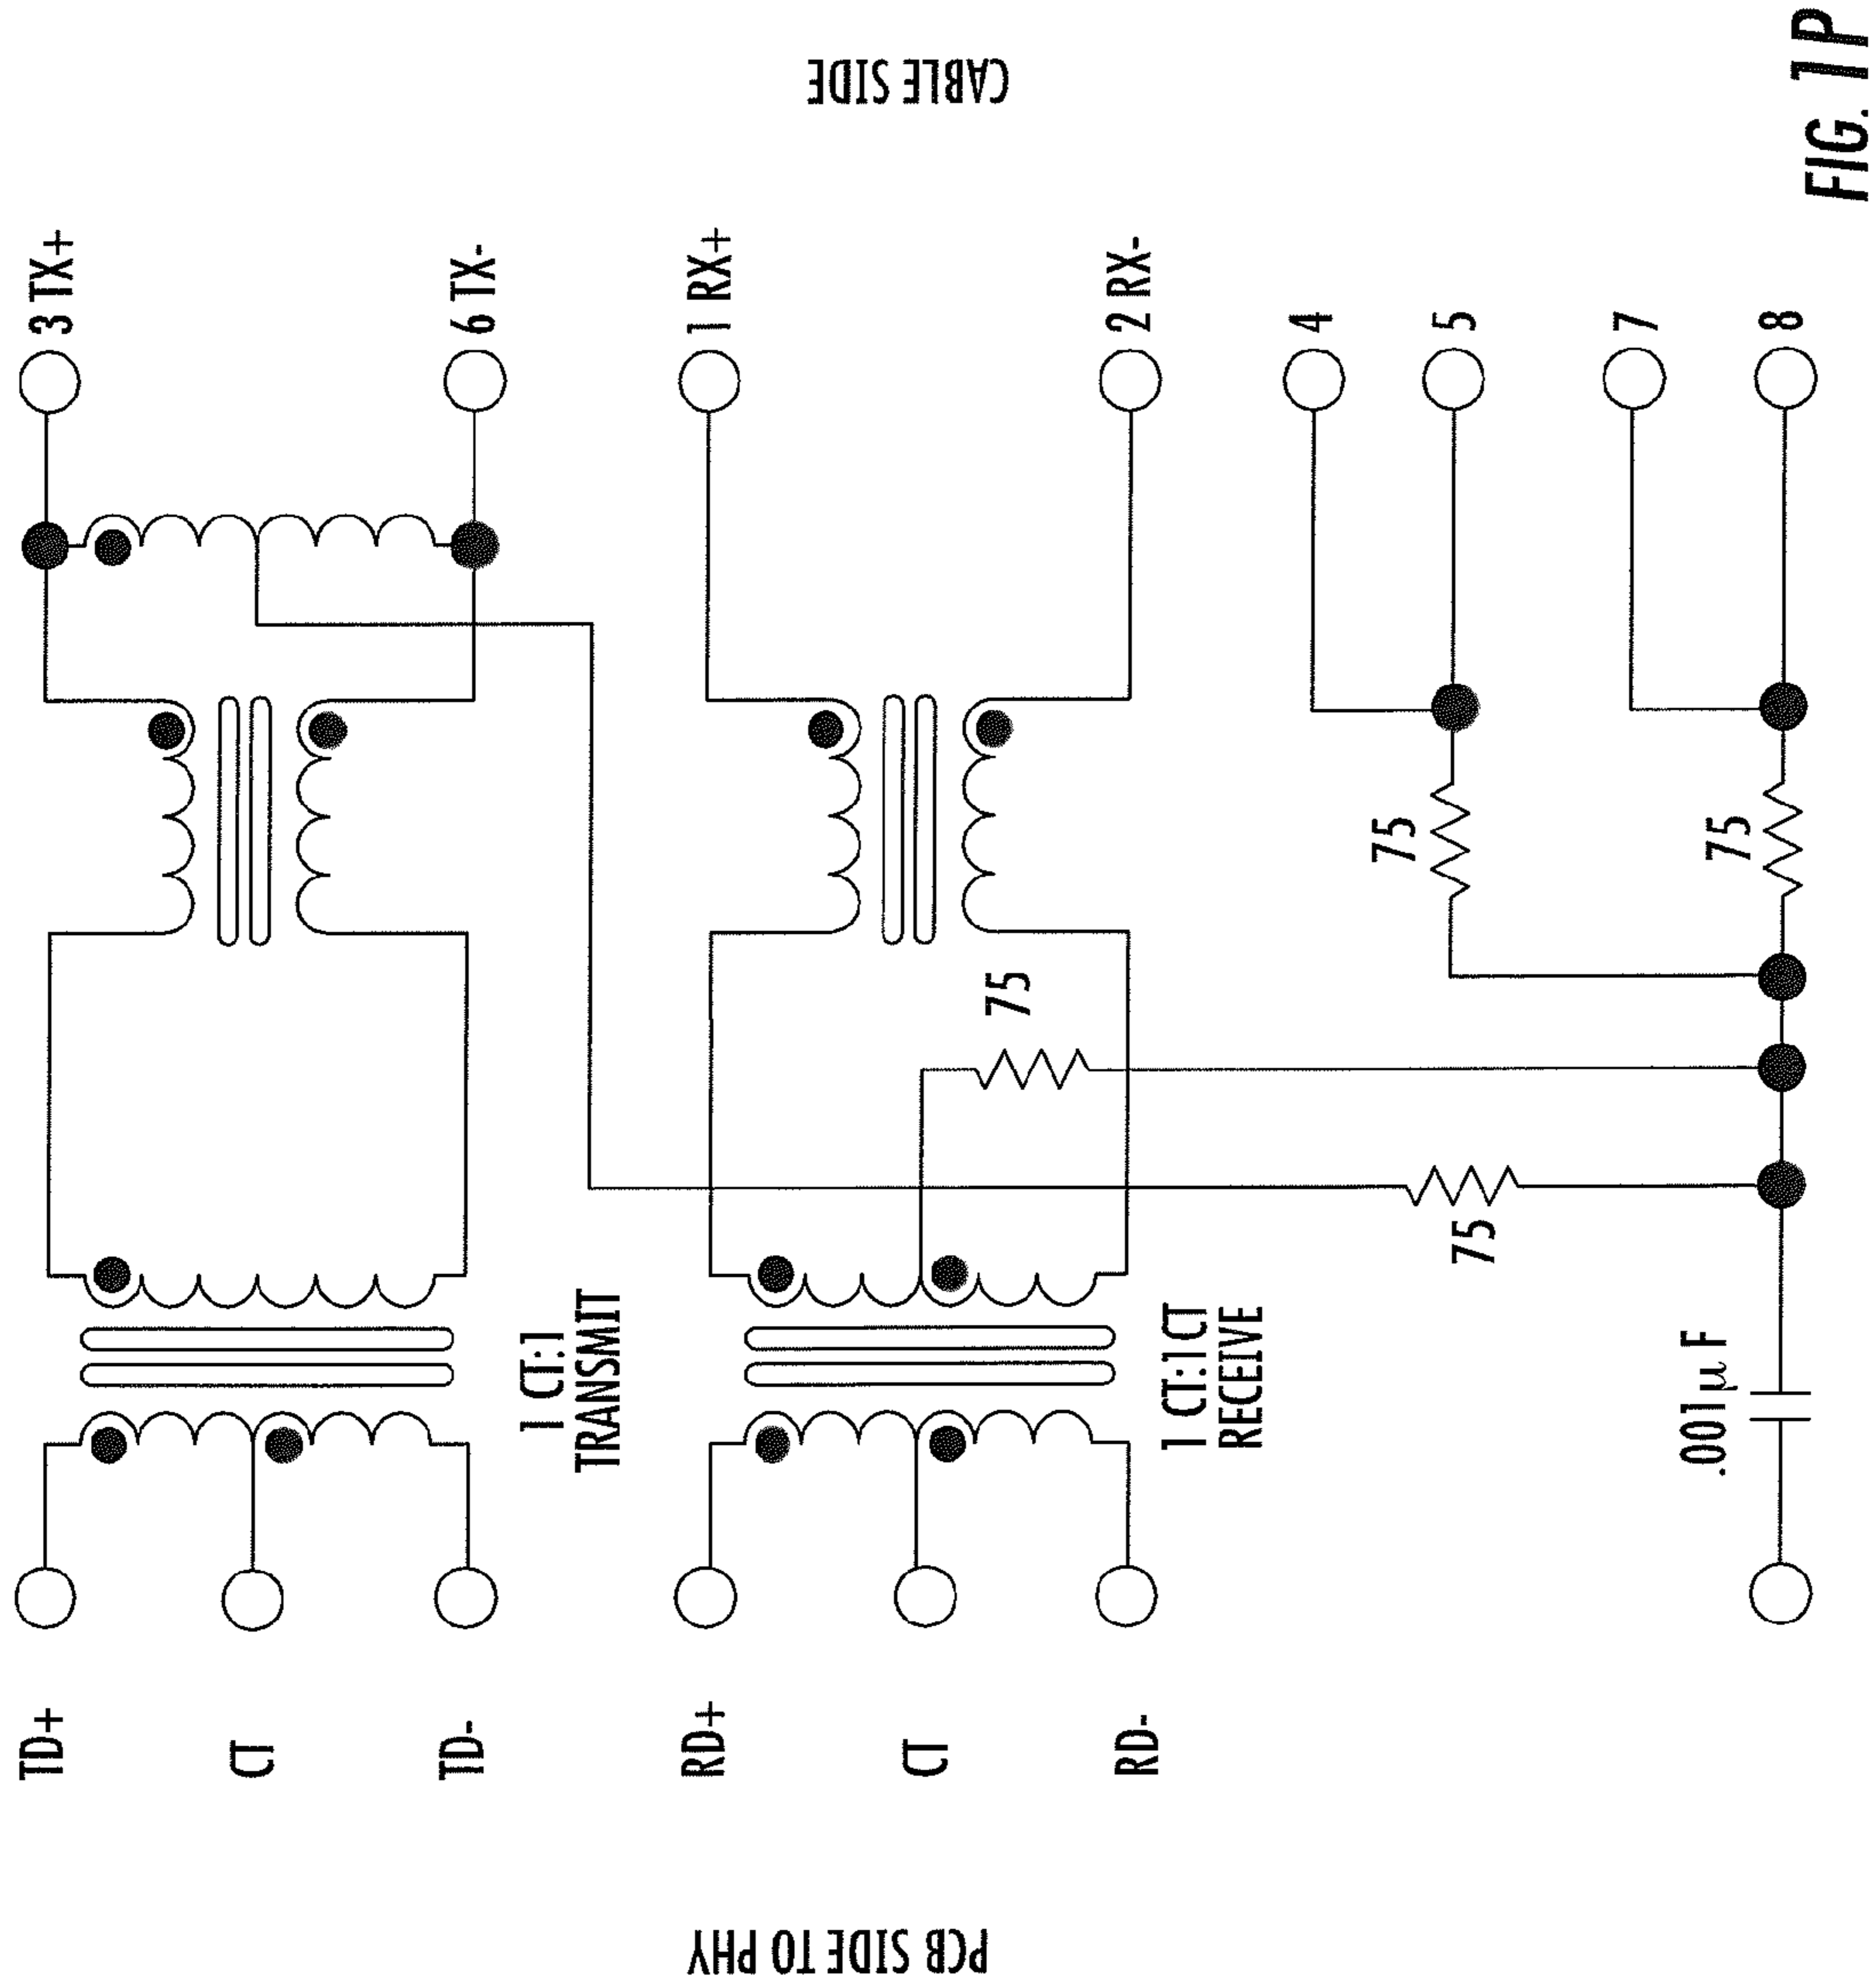 TD+
CT
TD-
RD+
CT
RD-
PCB SIDE TO PHY
1 CT:1
TRANSMIT
1 CT:1CT
RECEIVE
.001μF
75
75
75
75
3 TX+
6 TX-
1 RX+
2 RX-
4
5
7
8
CABLE SIDE
FIG. 1P